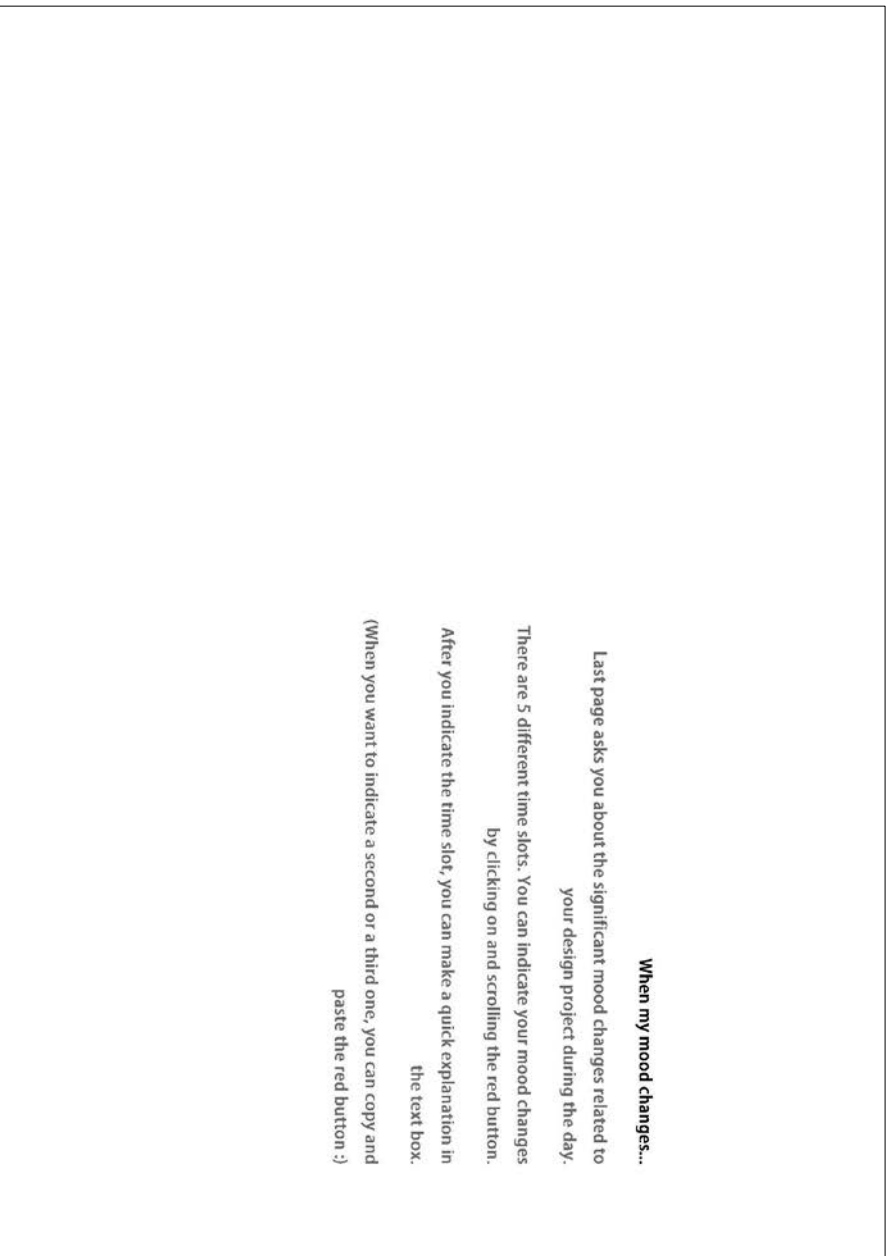 When my mood changes...
Last page asks you about the significant mood changes related to
your design project during the day.
There are 5 different time slots. You can indicate your mood changes
by clicking on and scrolling the red button.
After you indicate the time slot, you can make a quick explanation in
the text box.
(When you want to indicate a second or a third one, you can copy and
paste the red button :)